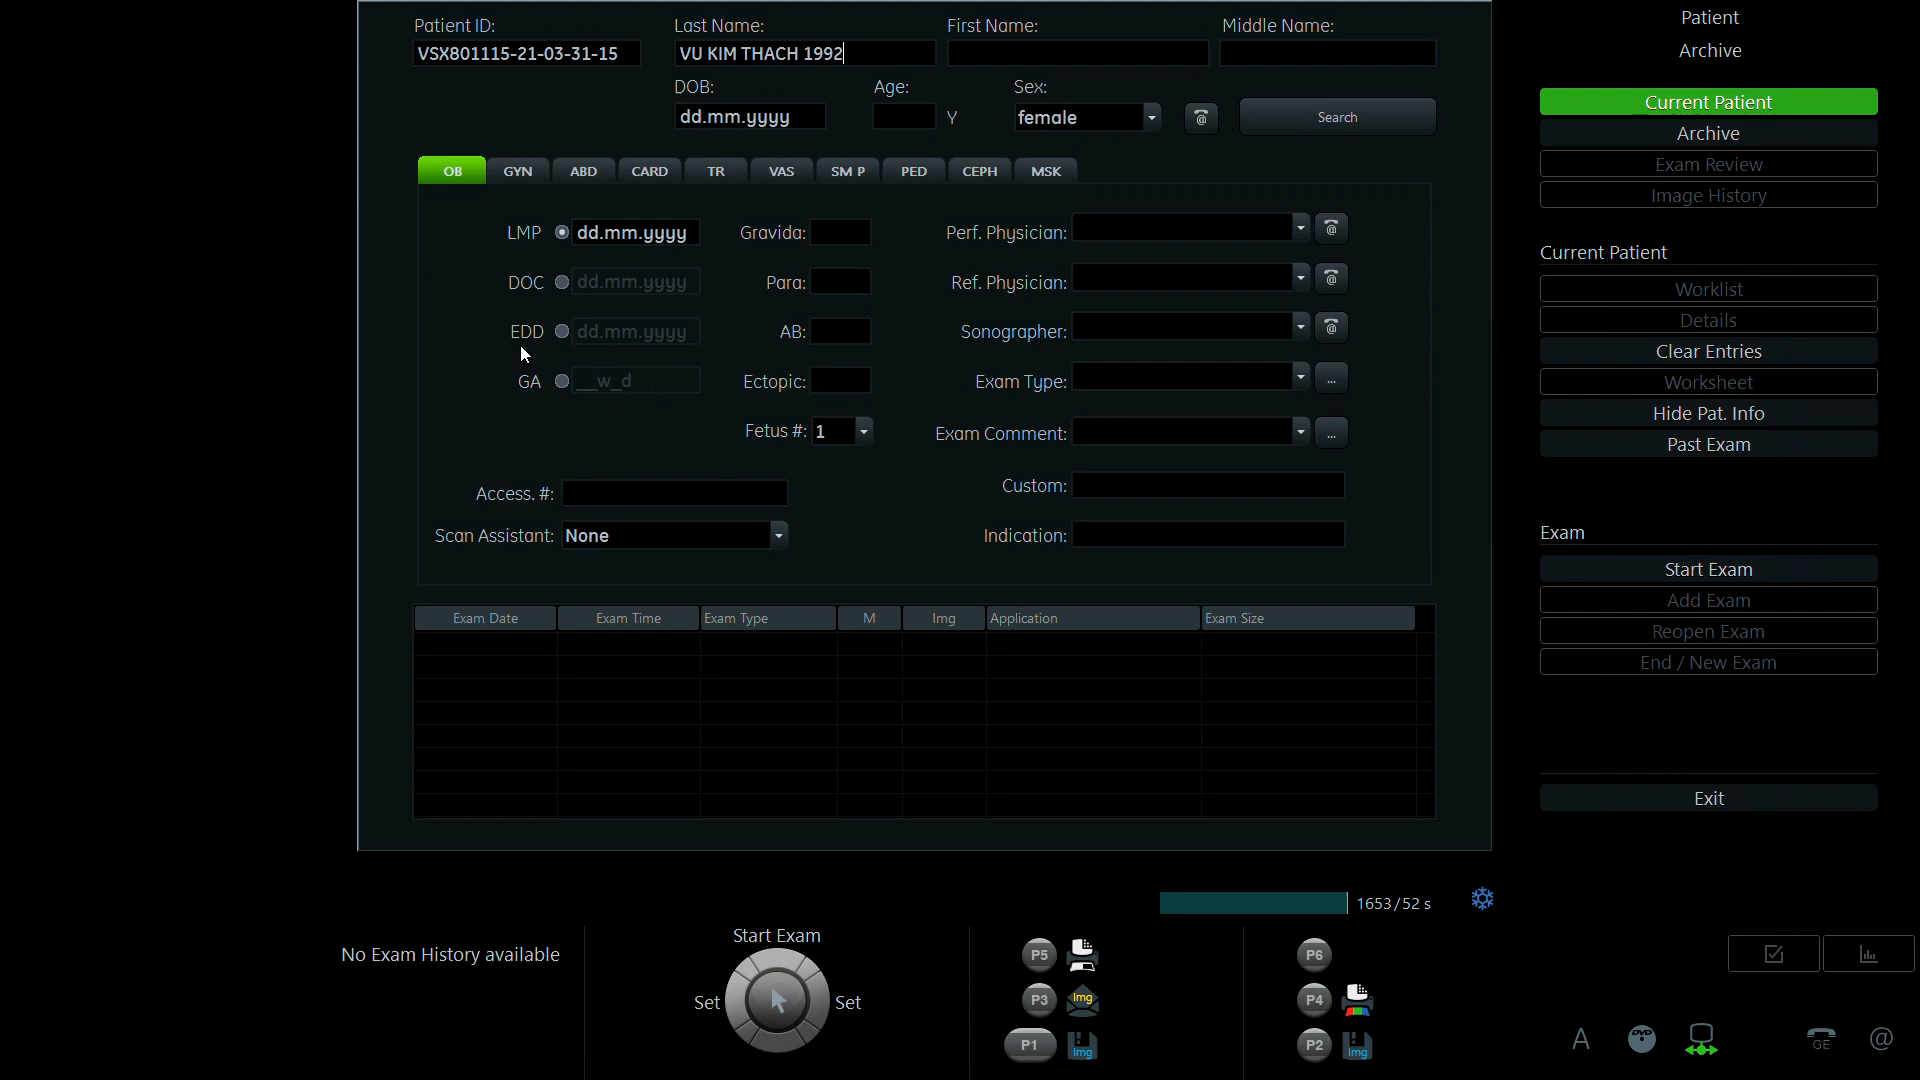 Patient ID: Last Name: First Name: Middle Name:
VSX801115-21-03-31-15 VU KIM THACH 1992
DOB: Age: Sex:
dd.mm.yyyy Y female @ Search
OB GYN ABD CARD TR VAS SM P PED CEPH MSK
LMP dd.mm.yyyy Gravida: Perf. Physician: @
DOC dd.mm.yyyy Para: Ref. Physician: @
EDD dd.mm.yyyy AB: Sonographer: @
GA __w_d Ectopic: Exam Type: ...
Fetus #: 1 Exam Comment: ...
Access. #: Custom:
Scan Assistant: None Indication:
Exam Date Exam Time Exam Type M Img Application Exam Size
Patient
Archive
Current Patient
Archive
Exam Review
Image History
Current Patient
Worklist
Details
Clear Entries
Worksheet
Hide Pat. Info
Past Exam
Exam
Start Exam
Add Exam
Reopen Exam
End / New Exam
Exit
1653/52 s
No Exam History available
Start Exam
Set Set
P5 P6
P3 Img P4
P1 Img P2 Img
A DVD GE @